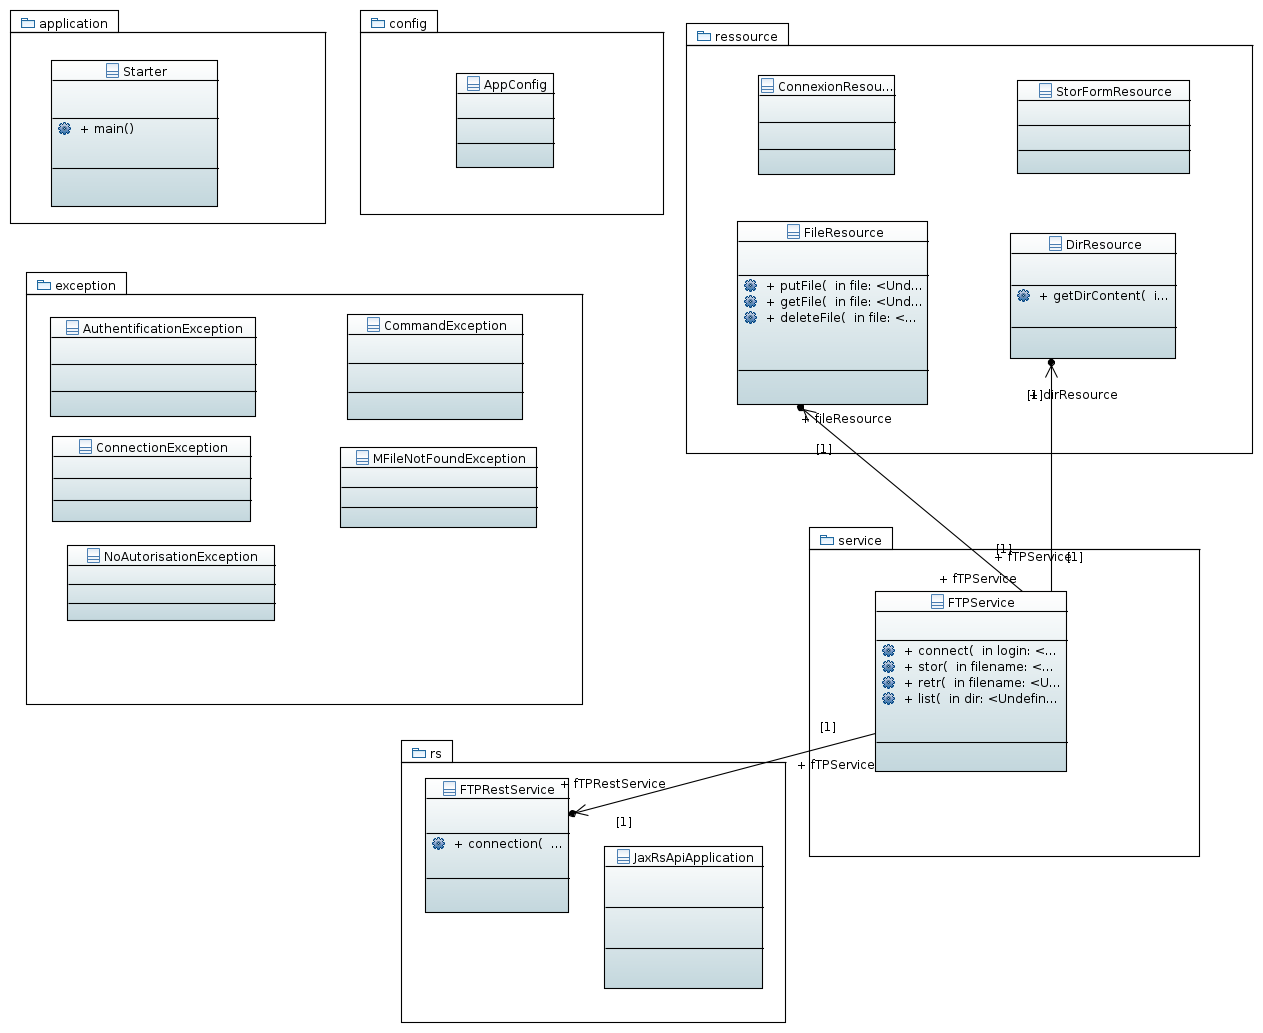 application
Starter
+ main()
config
AppConfig
ressource
ConnexionResou...
StorFormResource
FileResource
+ putFile(  in file: <Und...
+ getFile(  in file: <Und...
+ deleteFile(  in file: <...
DirResource
+ getDirContent(  i...
[1]
+ dirResource
+ fileResource
[1]
exception
AuthentificationException
CommandException
ConnectionException
MFileNotFoundException
NoAutorisationException
service
[1]
+ fTPService
[1]
+ fTPService
FTPService
+ connect(  in login: <...
+ stor(  in filename: <...
+ retr(  in filename: <U...
+ list(  in dir: <Undefin...
[1]
+ fTPService
rs
FTPRestService
+ fTPRestService
[1]
+ connection(  ...
JaxRsApiApplication